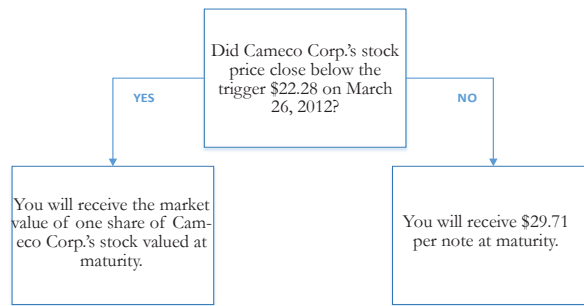 Did Cameco Corp.'s stock
price close below the
trigger $22.28 on March
26, 2012?
YES
NO
You will receive the market
value of one share of Cam-
eco Corp.'s stock valued at
maturity.
You will receive $29.71
per note at maturity.